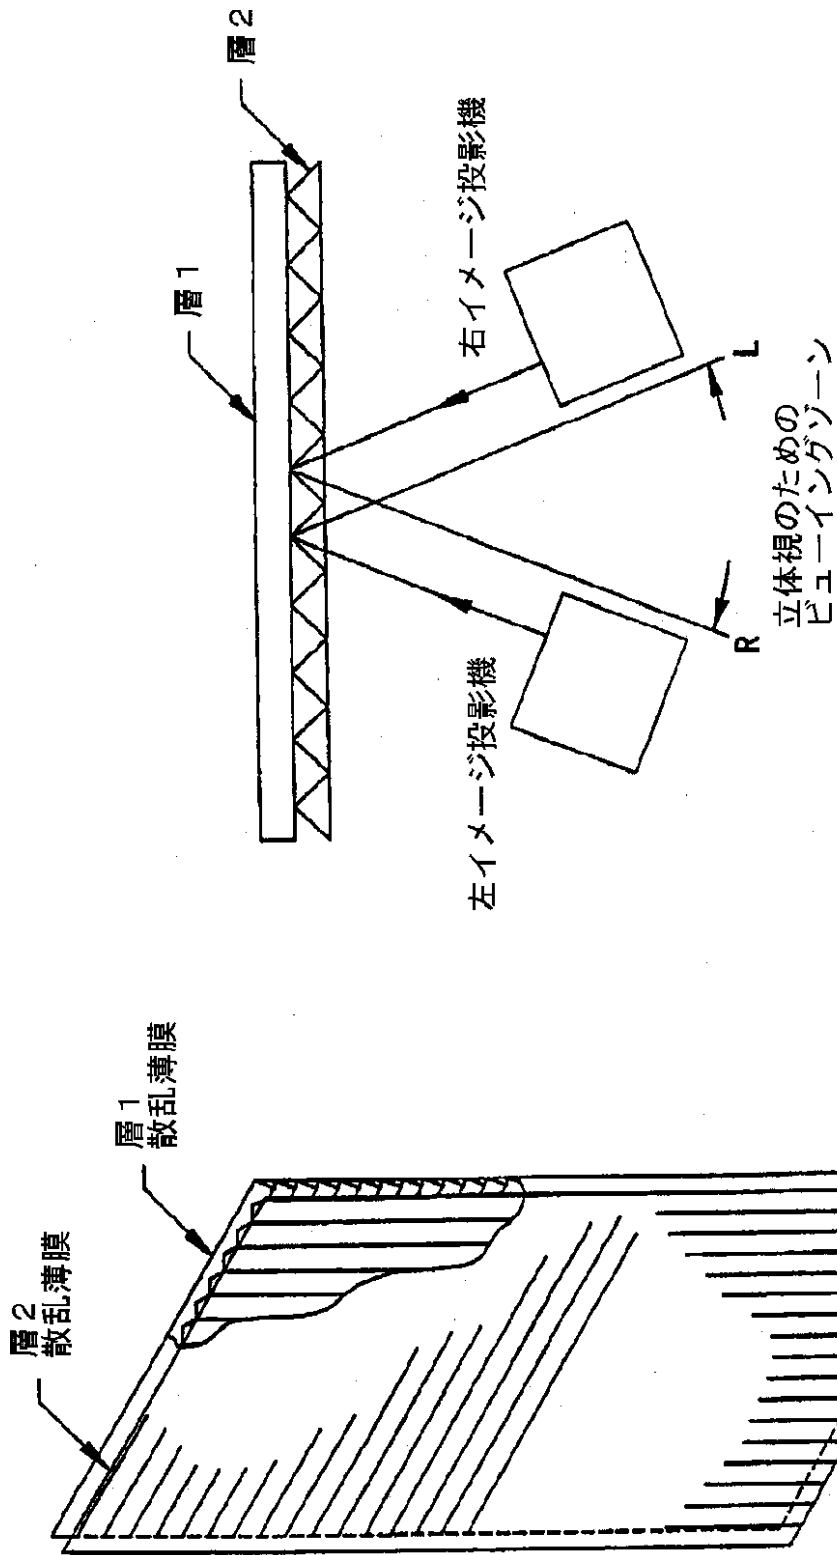 層2
散乱薄膜
層1
散乱薄膜
層1
層2
左イメージ投影機
右イメージ投影機
R
L
立体視のための
ビューイングゾーン